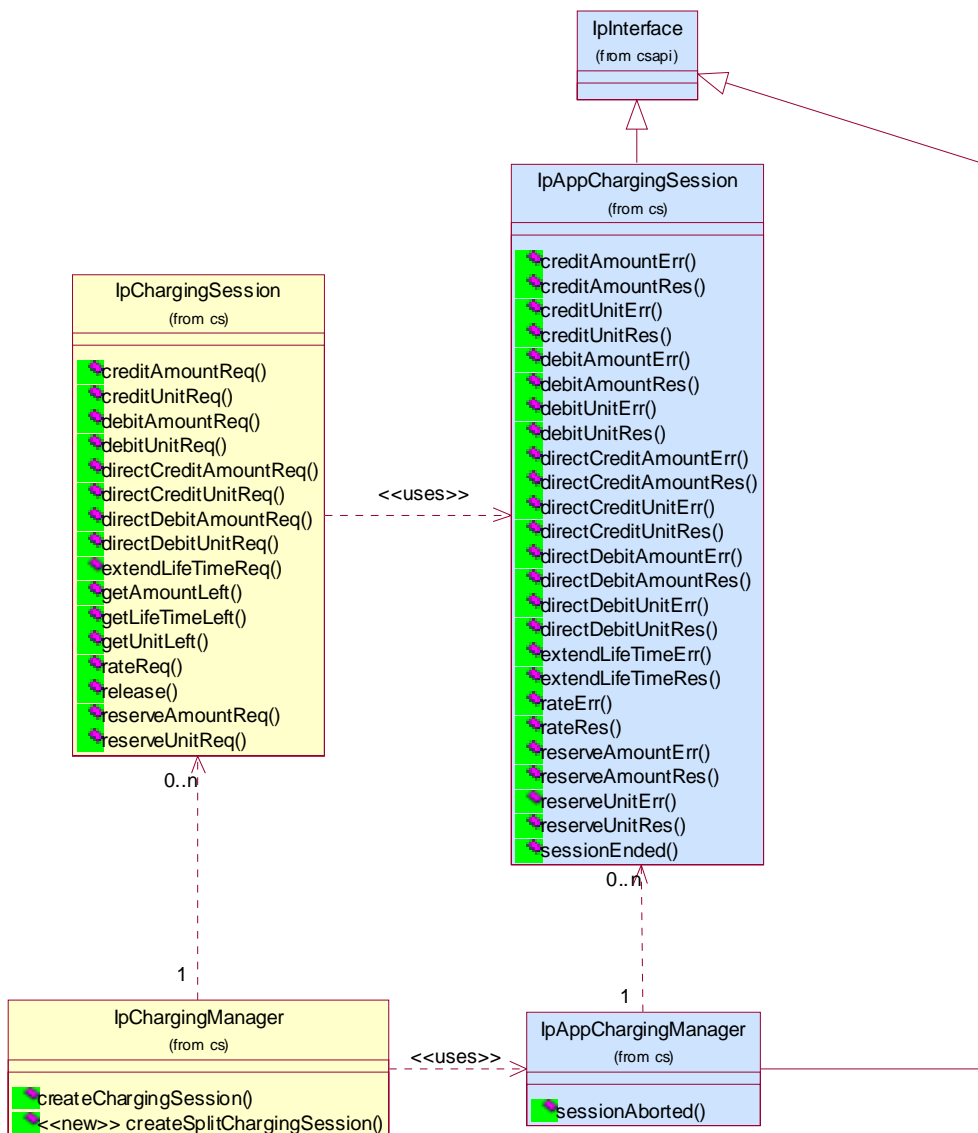 IpInterface
(from csapi)
IpAppChargingSession
(from cs)
creditAmountErr()
creditAmountRes()
creditUnitErr()
creditUnitRes()
debitAmountErr()
debitAmountRes()
debitUnitErr()
debitUnitRes()
directCreditAmountErr()
directCreditAmountRes()
directCreditUnitErr()
directCreditUnitRes()
directDebitAmountErr()
directDebitAmountRes()
directDebitUnitErr()
directDebitUnitRes()
extendLifeTimeErr()
extendLifeTimeRes()
rateErr()
rateRes()
reserveAmountErr()
reserveAmountRes()
reserveUnitErr()
reserveUnitRes()
sessionEnded()
IpChargingSession
(from cs)
creditAmountReq()
creditUnitReq()
debitAmountReq()
debitUnitReq()
directCreditAmountReq()
directCreditUnitReq()
directDebitAmountReq()
directDebitUnitReq()
extendLifeTimeReq()
getAmountLeft()
getLifeTimeLeft()
getUnitLeft()
rateReq()
release()
reserveAmountReq()
reserveUnitReq()
<<uses>>
0..n
0..n
1
1
IpChargingManager
(from cs)
createChargingSession()
<<new>> createSplitChargingSession()
<<uses>>
IpAppChargingManager
(from cs)
sessionAborted()